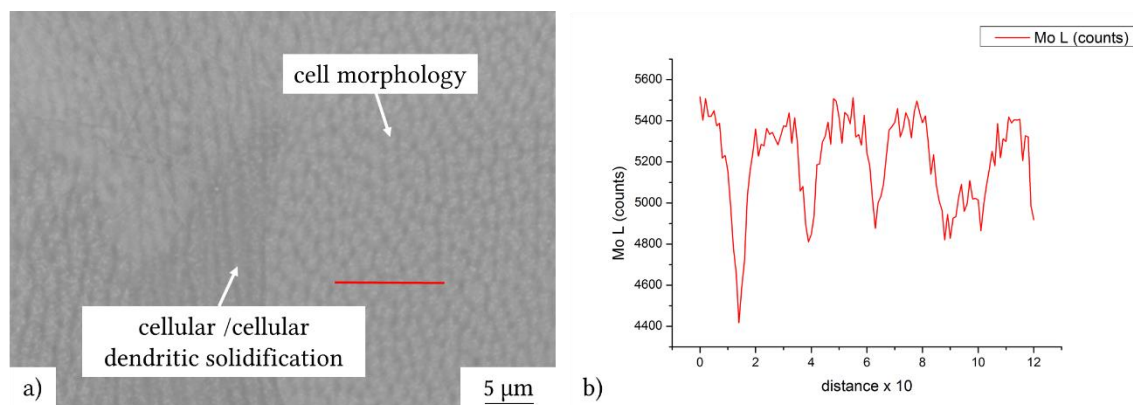 cell morphology
cellular /cellular
dendritic solidification
a)
5 μm
b)
Mo L (counts)
Mo L (counts)
5600
5400
5200
5000
4800
4600
4400
0
2
4
6
8
10
12
distance x 10